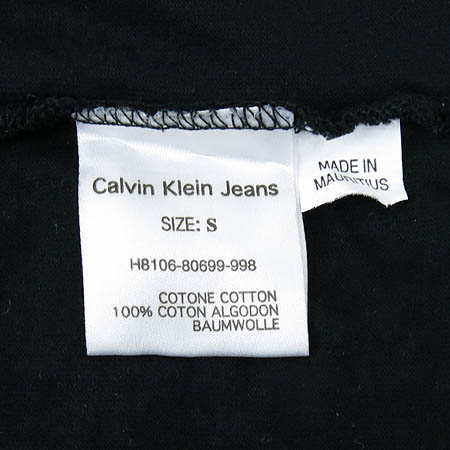 Calvin Klein Jeans
SIZE: S
H8106-80699-998
COTONE COTTON
100% COTON ALGODON
BAUMWOLLE
MADE IN
MAURITIUS